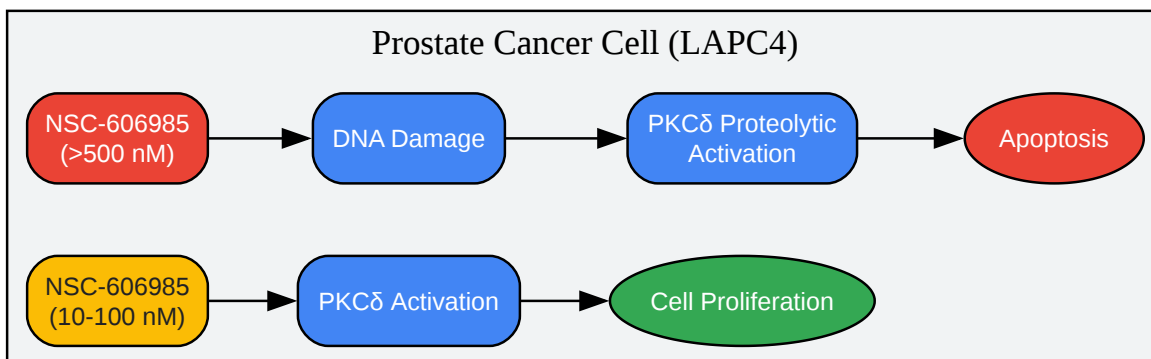 Prostate Cancer Cell (LAPC4)
NSC-606985
(>500 nM)
DNA Damage
PKCδ Proteolytic
Activation
Apoptosis
NSC-606985
(10-100 nM)
PKCδ Activation
Cell Proliferation